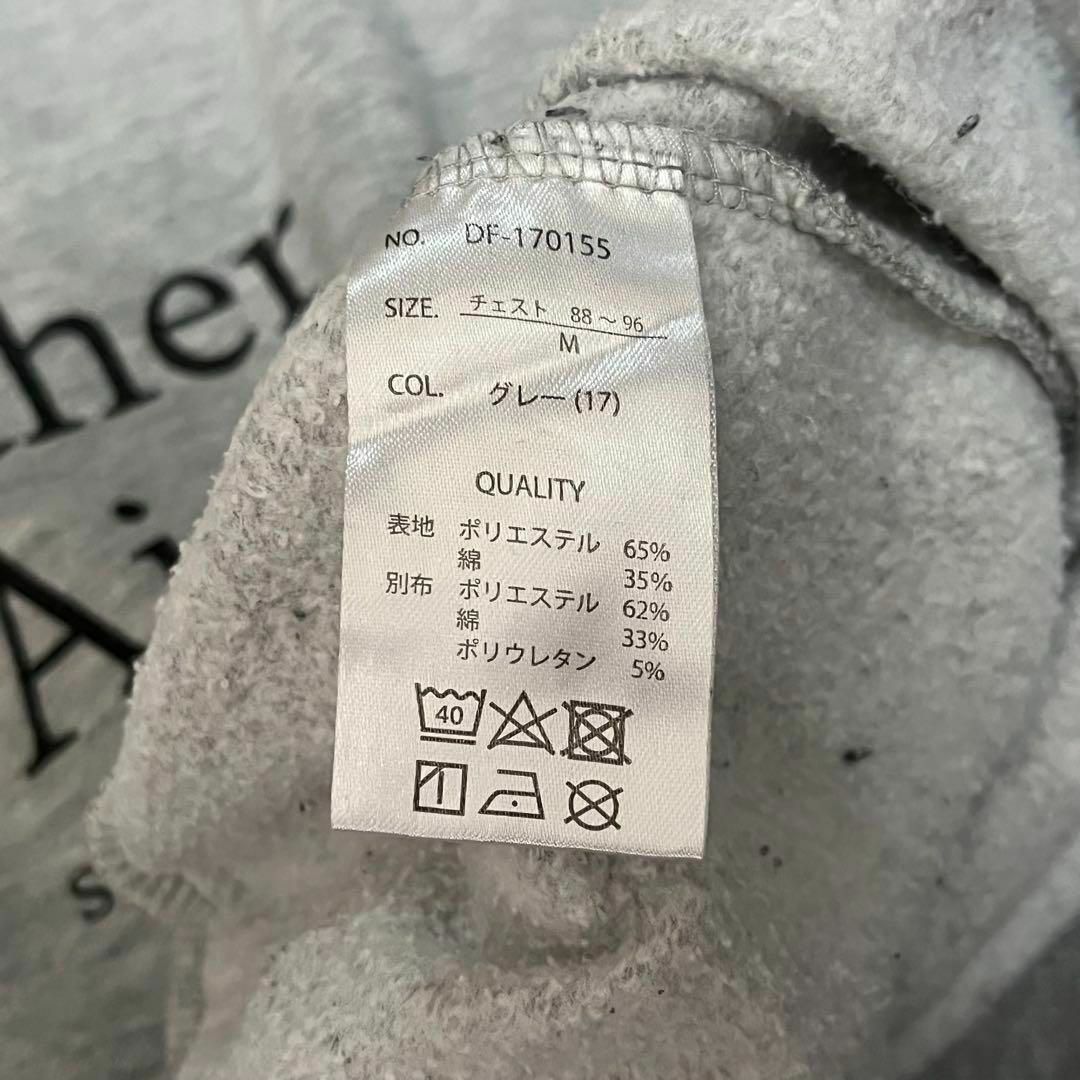 her
Ai
s
NO. DF-170155
SIZE. チェスト 88～96
M
COL. グレー(17)
QUALITY
表地 ポリエステル 65%
綿 35%
別布 ポリエステル 62%
綿 33%
ポリウレタン 5%
40